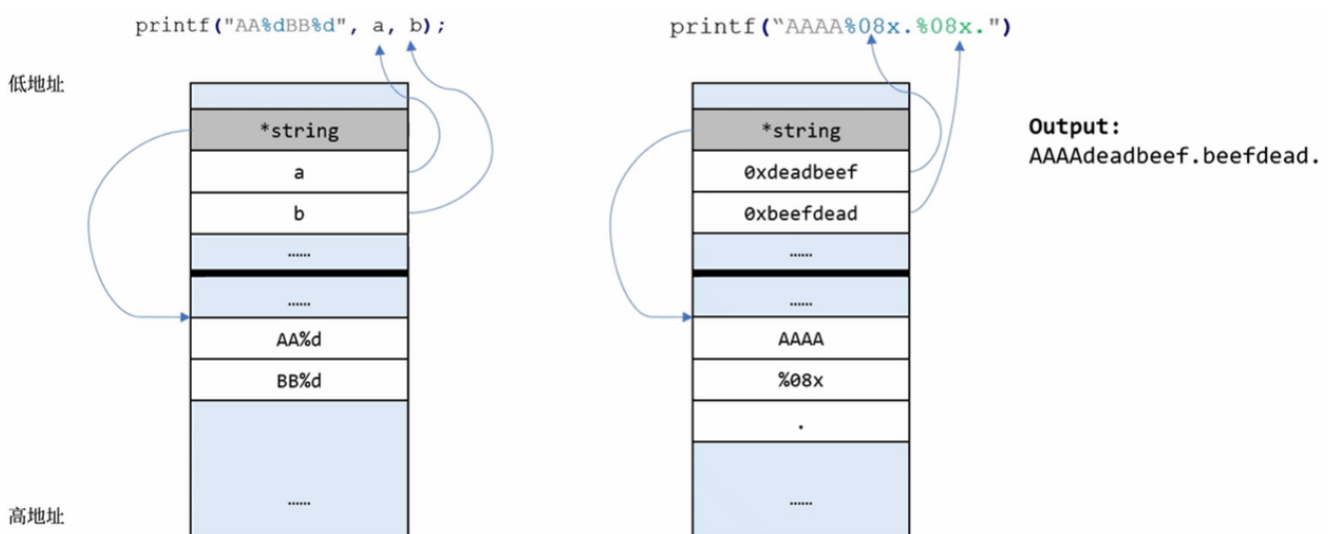 printf("AA%dBB%d", a, b);
printf(“AAAA%08x.%08x.")
低地址
*string
a
b
……
……
AA%d
BB%d
……
高地址
*string
0xdeadbeef
0xbeefdead
……
……
AAAA
%08x
.
……
Output:
AAAAdeadbeef.beefdead.